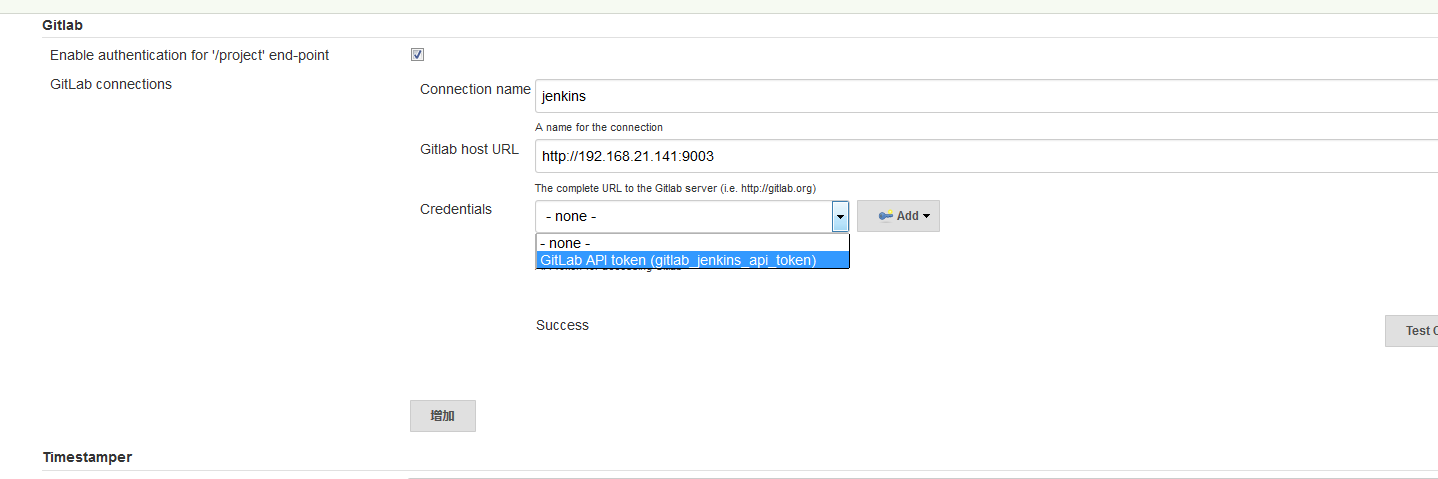 Gitlab
Enable authentication for '/project' end-point
GitLab connections
Connection name
jenkins
A name for the connection
Gitlab host URL
http://192.168.21.141:9003
The complete URL to the Gitlab server (i.e. http://gitlab.org)
Credentials
- none -
Add
- none -
GitLab API token (gitlab_jenkins_api_token)
Success
Test
增加
Timestamper